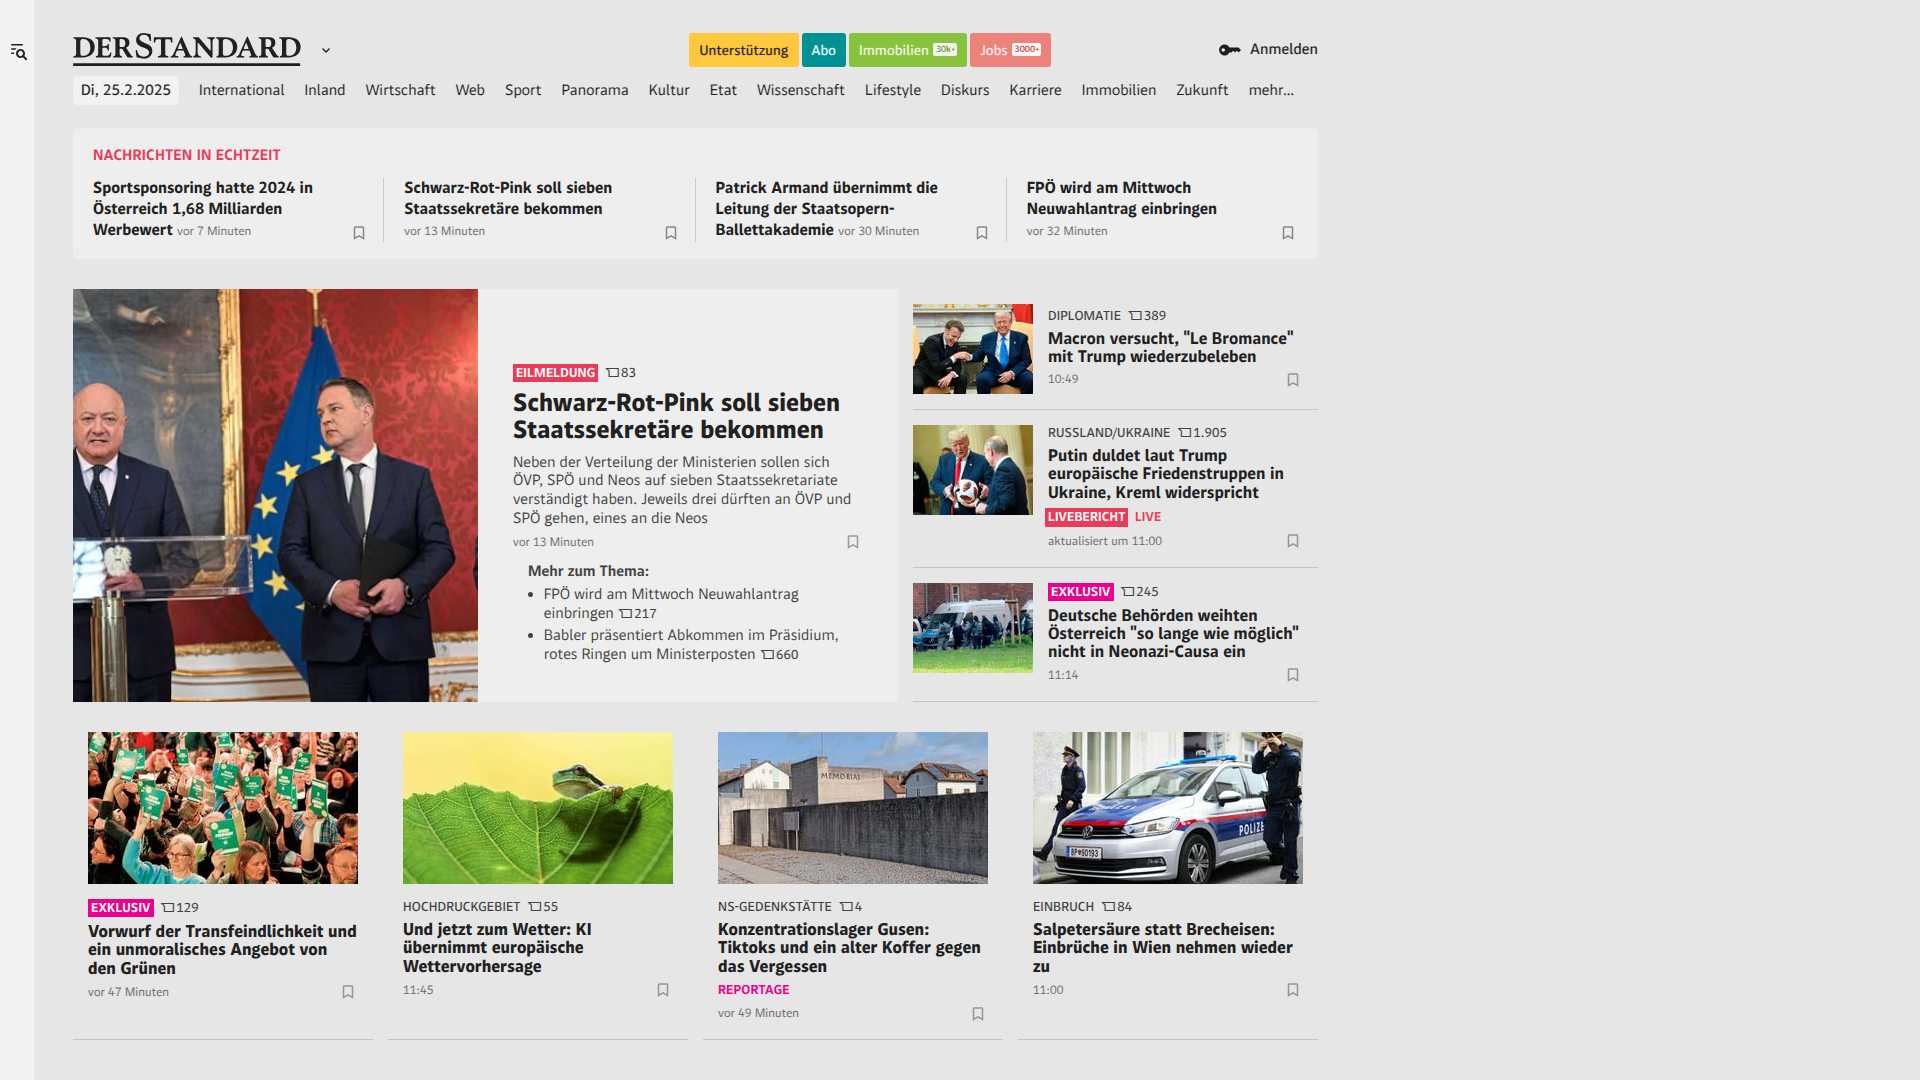 DERSTANDARD
Unterstützung
Abo
Immobilien 30k+
Jobs 3000+
Anmelden
Di, 25.2.2025
International
Inland
Wirtschaft
Web
Sport
Panorama
Kultur
Etat
Wissenschaft
Lifestyle
Diskurs
Karriere
Immobilien
Zukunft
mehr...
NACHRICHTEN IN ECHTZEIT
Sportsponsoring hatte 2024 in
Österreich 1,68 Milliarden
Werbewert vor 7 Minuten
Schwarz-Rot-Pink soll sieben
Staatssekretäre bekommen
vor 13 Minuten
Patrick Armand übernimmt die
Leitung der Staatsopern-
Ballettakademie vor 30 Minuten
FPÖ wird am Mittwoch
Neuwahlantrag einbringen
vor 32 Minuten
EILMELDUNG 83
Schwarz-Rot-Pink soll sieben
Staatssekretäre bekommen
Neben der Verteilung der Ministerien sollen sich
ÖVP, SPÖ und Neos auf sieben Staatssekretariate
verständigt haben. Jeweils drei dürften an ÖVP und
SPÖ gehen, eines an die Neos
vor 13 Minuten
Mehr zum Thema:
• FPÖ wird am Mittwoch Neuwahlantrag
einbringen 217
• Babler präsentiert Abkommen im Präsidium,
rotes Ringen um Ministerposten 660
DIPLOMATIE 389
Macron versucht, "Le Bromance"
mit Trump wiederzubeleben
10:49
RUSSLAND/UKRAINE 1.905
Putin duldet laut Trump
europäische Friedenstruppen in
Ukraine, Kreml widerspricht
LIVEBERICHT LIVE
aktualisiert um 11:00
EXKLUSIV 245
Deutsche Behörden weihten
Österreich "so lange wie möglich"
nicht in Neonazi-Causa ein
11:14
EXKLUSIV 129
Vorwurf der Transfeindlichkeit und
ein unmoralisches Angebot von
den Grünen
vor 47 Minuten
HOCHDRUCKGEBIET 55
Und jetzt zum Wetter: KI
übernimmt europäische
Wettervorhersage
11:45
MEMORIAL
NS-GEDENKSTÄTTE 4
Konzentrationslager Gusen:
Tiktoks und ein alter Koffer gegen
das Vergessen
REPORTAGE
vor 49 Minuten
POLIZEI
BP 90193
EINBRUCH 84
Salpetersäure statt Brecheisen:
Einbrüche in Wien nehmen wieder
zu
11:00